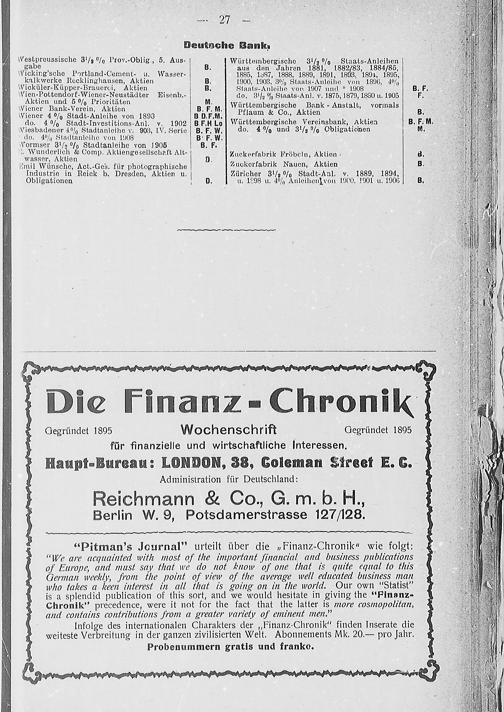 — 27 —
Deutsche Bank,
Westpreussische 3½ % Prov.-Oblig., 5. Aus-
gabe B.
Wicking'sche Portland-Cement- u. Wasser-
kalkwerke Recklinghausen, Aktien B.
Wicküler-Küpper-Brauerei, Aktien B.
Wien-Pottendorf-Wiener-Neustädter Eisenb.-
Aktien und 5 % Prioritäten M.
Wiener Bank-Verein, Aktien B. F. M.
Wiener 4 % Stadt-Anleihe von 1893 B D.F.M.
do. 4 % Stadt-Investitions-Anl. v. 1902 B F.H Lo
Wiesbadener 4 % Stadtanleihe v. 903, IV. Serie B. F. W.
do. 4 % Stadtanleihe von 1908 B F. W.
Wormser 3½ % Stadtanleihe von 1905 B. F.
Wunderlich & Comp. Aktiengesellschaft Alt-
wasser, Aktien D.
Emil Wünsche, Act.-Ges. für photographische
Industrie in Reick b. Dresden, Aktien u.
Obligationen D.
Württembergische 3½ % Staats-Anleihen
aus den Jahren 1881, 1882/83, 1884/85,
1885, 1887, 1888, 1889, 1891, 1893, 1894, 1895,
1900, 1903, 3% Staats-Anleihe von 1896, 4%
Staats-Anleihe von 1907 und * 1908 B. F.
do. 3½ % Staats-Anl. v. 1875, 1879, 1880 u. 1905 F.
Württembergische Bank-Anstalt, vormals
Pflaum & Co., Aktien B.
Württembergische Vereinsbank, Aktien B. F. M.
do. 4 % und 3½ % Obligationen M.
Zuckerfabrik Fröbeln, Aktien B.
Zuckerfabrik Nauen, Aktien B
Züricher 3½ % Stadt-Anl. v. 1889, 1894,
u. 1898 u. 4% Anleihen von 1900, 1901 u. 1906 B.
Die Finanz-Chronik
Gegründet 1895 Wochenschrift Gegründet 1895
für finanzielle und wirtschaftliche Interessen.
Haupt-Bureau: LONDON, 38, Coleman Street E. C.
Administration für Deutschland:
Reichmann & Co., G. m. b. H.,
Berlin W. 9, Potsdamerstrasse 127/128.
"Pitman's Journal" urteilt über die „Finanz-Chronik" wie folgt:
"We are acquainted with most of the important financial and business publications
of Europe, and must say that we do not know of one that is quite equal to this
German weekly, from the point of view of the average well educated business man
who takes a keen interest in all that is going on in the world. Our own "Statist"
is a splendid publication of this sort, and we would hesitate in giving the "Finanz-
Chronik" precedence, were it not for the fact that the latter is more cosmopolitan,
and contains contributions from a greater variety of eminent men."
Infolge des internationalen Charakters der „Finanz-Chronik" finden Inserate die
weiteste Verbreitung in der ganzen zivilisierten Welt. Abonnements Mk. 20.— pro Jahr.
Probenummern gratis und franko.